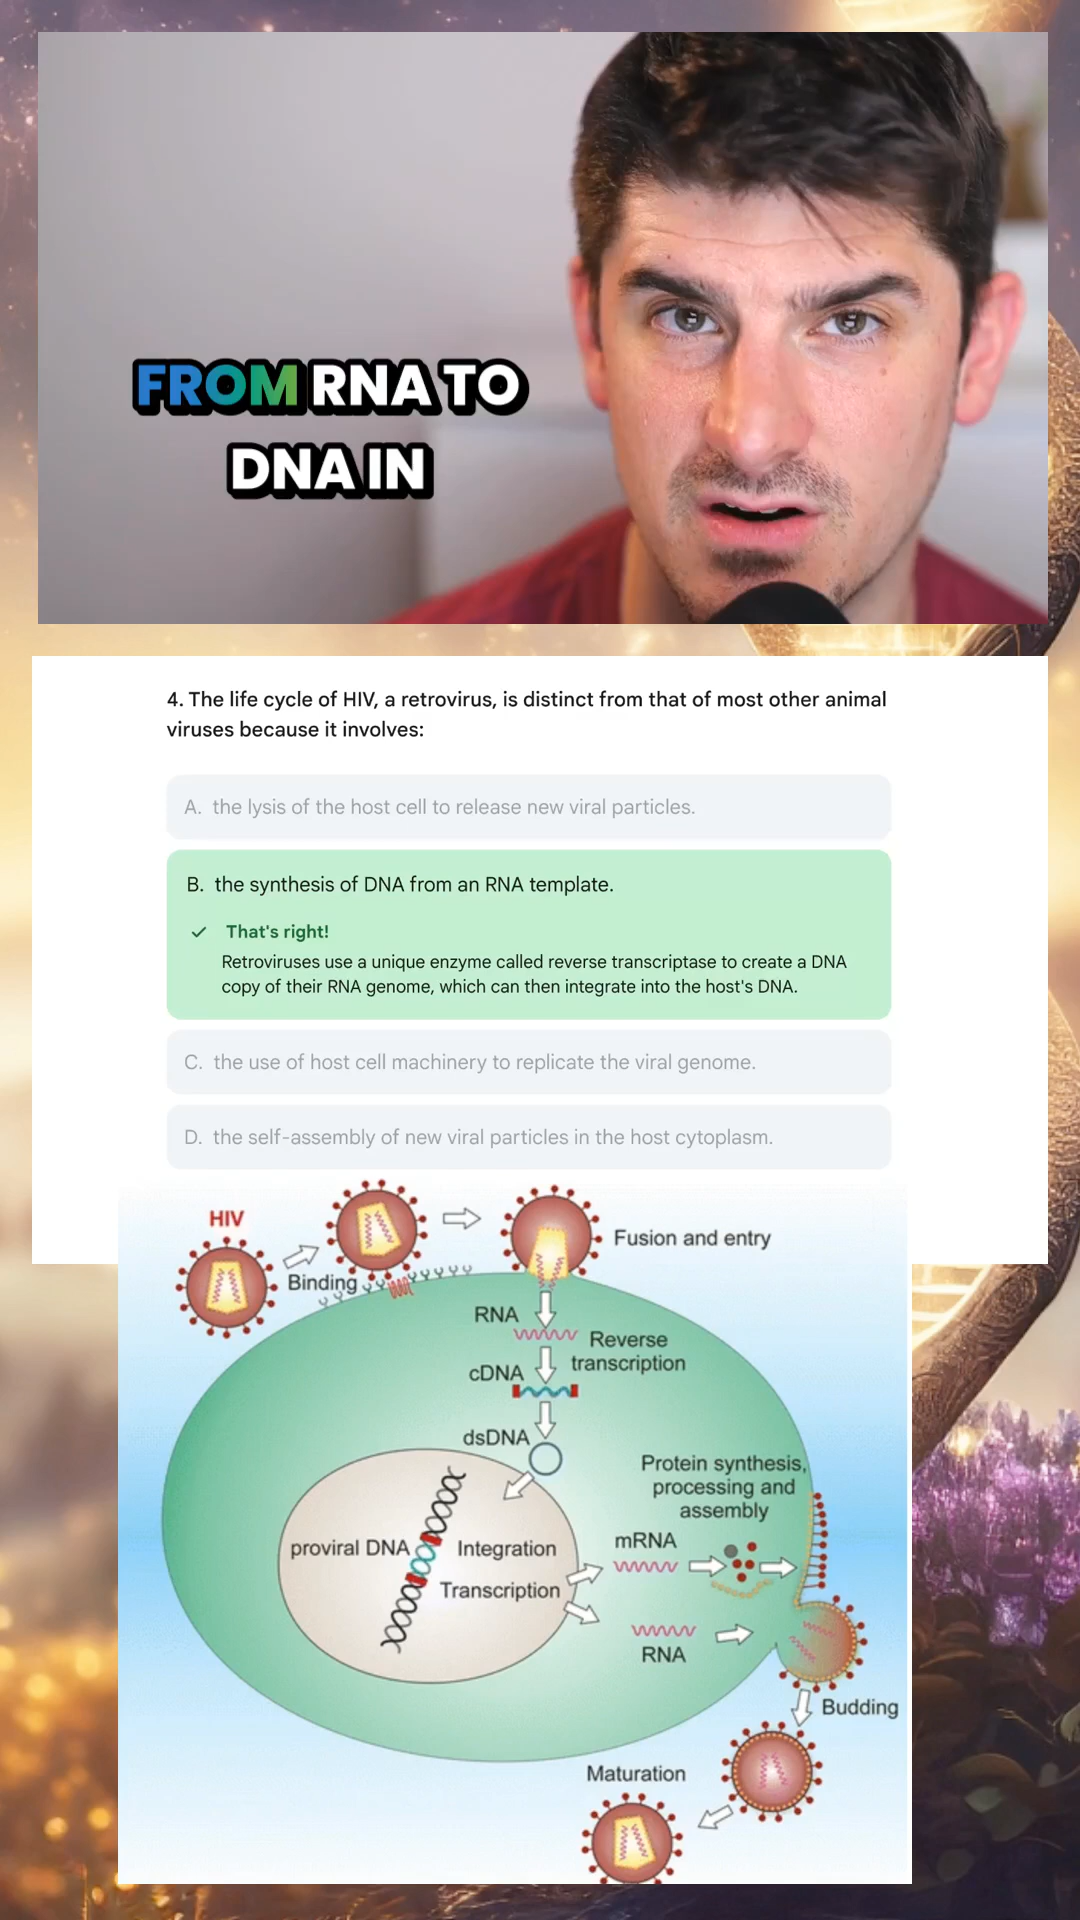 FROM RNA TO
DNA IN
4. The life cycle of HIV, a retrovirus, is distinct from that of most other animal
viruses because it involves:
A. the lysis of the host cell to release new viral particles.
B. the synthesis of DNA from an RNA template.
✓ That's right!
Retroviruses use a unique enzyme called reverse transcriptase to create a DNA
copy of their RNA genome, which can then integrate into the host's DNA.
C. the use of host cell machinery to replicate the viral genome.
D. the self-assembly of new viral particles in the host cytoplasm.
HIV
Binding
Fusion and entry
RNA
Reverse
transcription
cDNA
dsDNA
Protein synthesis,
processing and
assembly
proviral DNA
Integration
Transcription
mRNA
RNA
Budding
Maturation